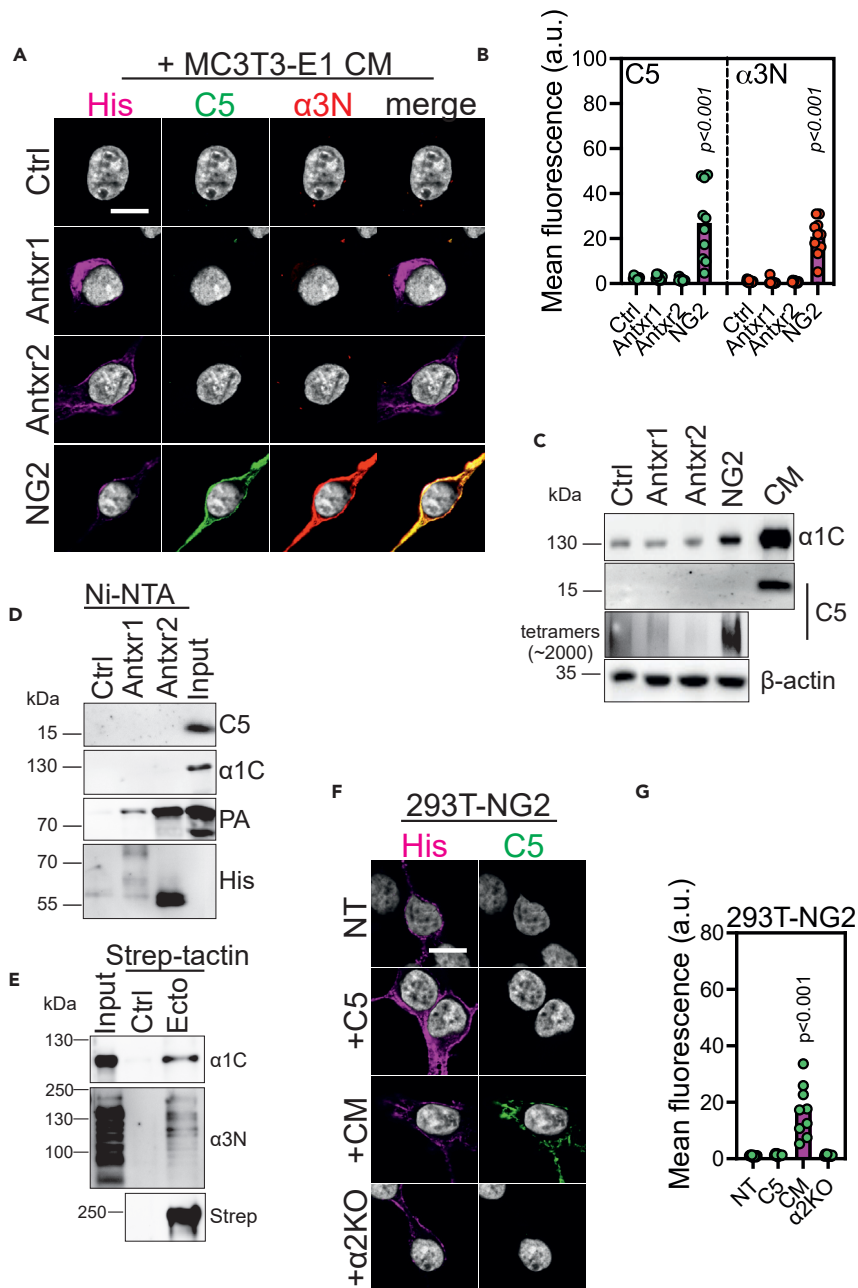 A
+ MC3T3-E1 CM
His C5 α3N merge
Ctrl
Antxr1
Antxr2
NG2
B
Mean fluorescence (a.u.)
100
80
60
40
20
0
C5 α3N
p<0.001 p<0.001
Ctrl Antxr1 Antxr2 NG2 Ctrl Antxr1 Antxr2 NG2
C
kDa Ctrl Antxr1 Antxr2 NG2 CM
130 α1C
15
C5
tetramers
(~2000)
35 β-actin
D
Ni-NTA
kDa Ctrl Antxr1 Antxr2 Input
15 C5
130 α1C
70 PA
70
55 His
E
Strep-tactin
kDa Input Ctrl Ecto
130 α1C
250
130 α3N
100
250 Strep
F
293T-NG2
His C5
NT
+C5
+CM
+α2KO
G
293T-NG2
Mean fluorescence (a.u.)
80
60
40
20
0
p<0.001
NT C5 CM α2KO